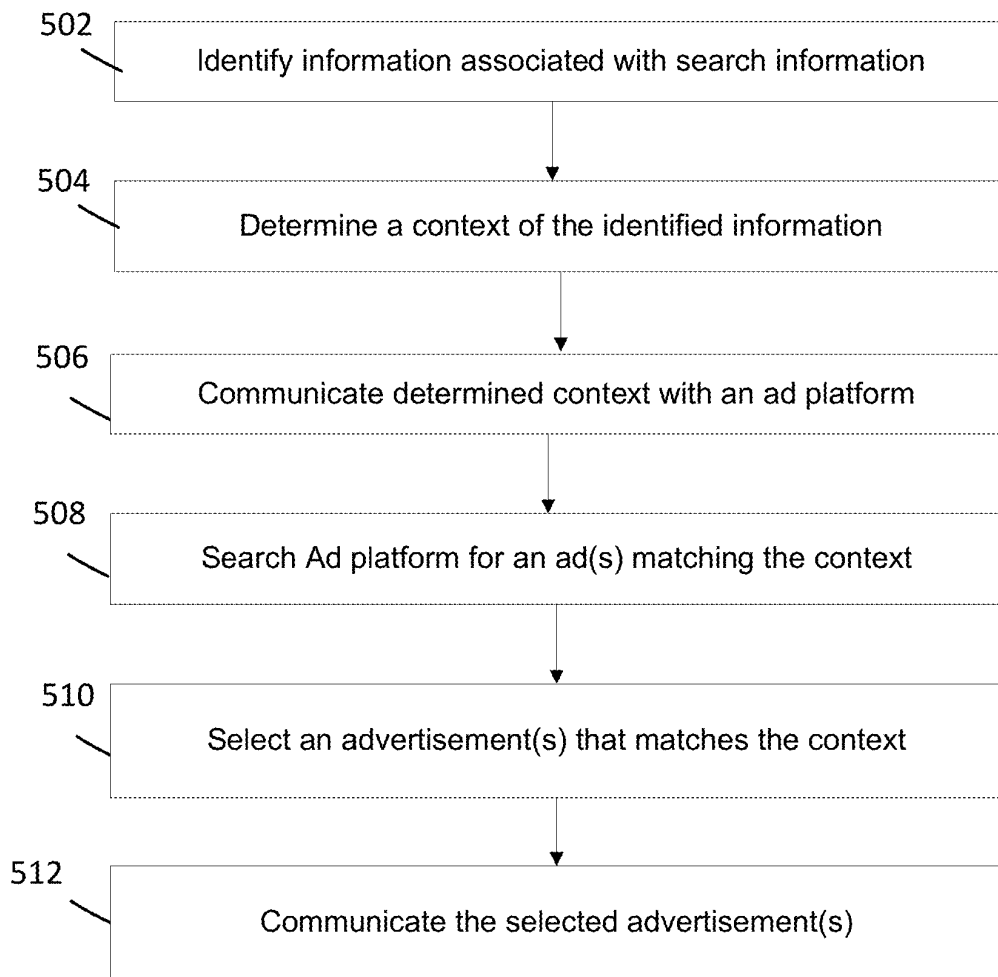 502
Identify information associated with search information
504
Determine a context of the identified information
506
Communicate determined context with an ad platform
508
Search Ad platform for an ad(s) matching the context
510
Select an advertisement(s) that matches the context
512
Communicate the selected advertisement(s)